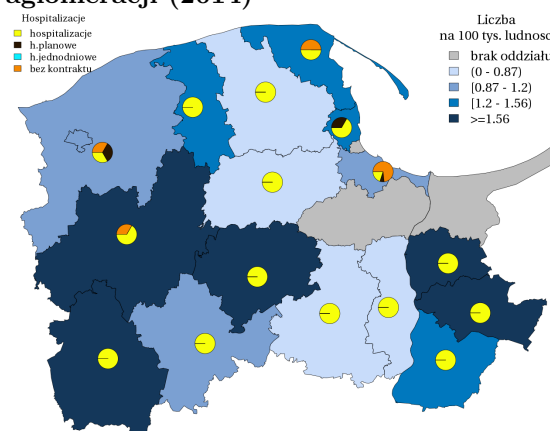 aglomeracji (2014)
Hospitalizacje
hospitalizacje
h.planowe
h.jednodniowe
bez kontraktu
Liczba
na 100 tys. ludnosc
brak oddziału
(0 - 0.87)
[0.87 - 1.2)
[1.2 - 1.56)
>=1.56